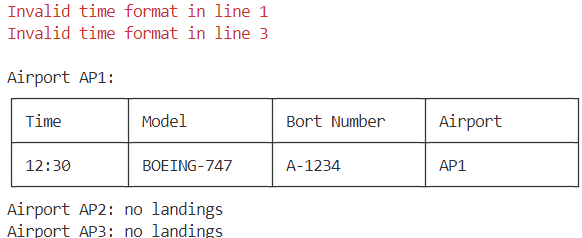 Invalid time format in line 1
Invalid time format in line 3
Airport AP1:
Time Model Bort Number Airport
12:30 BOEING-747 A-1234 AP1
Airport AP2: no landings
Airport AP3: no landings